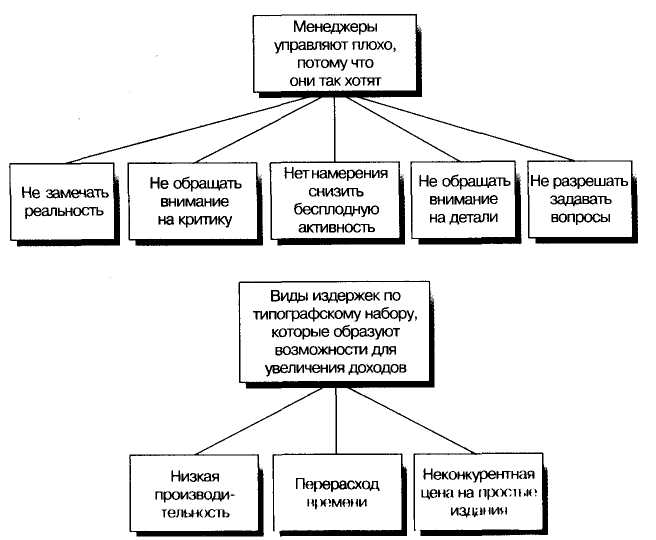 Менеджеры
управляют плохо,
потому что
они так хотят
Не замечать
реальность
Не обращать
внимание
на критику
Нет намерения
снизить
бесплодную
активность
Не обращать
внимание
на детали
Не разрешать
задавать
вопросы
Виды издержек по
типографскому набору,
которые образуют
возможности для
увеличения доходов
Низкая
производи-
тельность
Перерасход
времени
Неконкурентная
цена на простые
издания